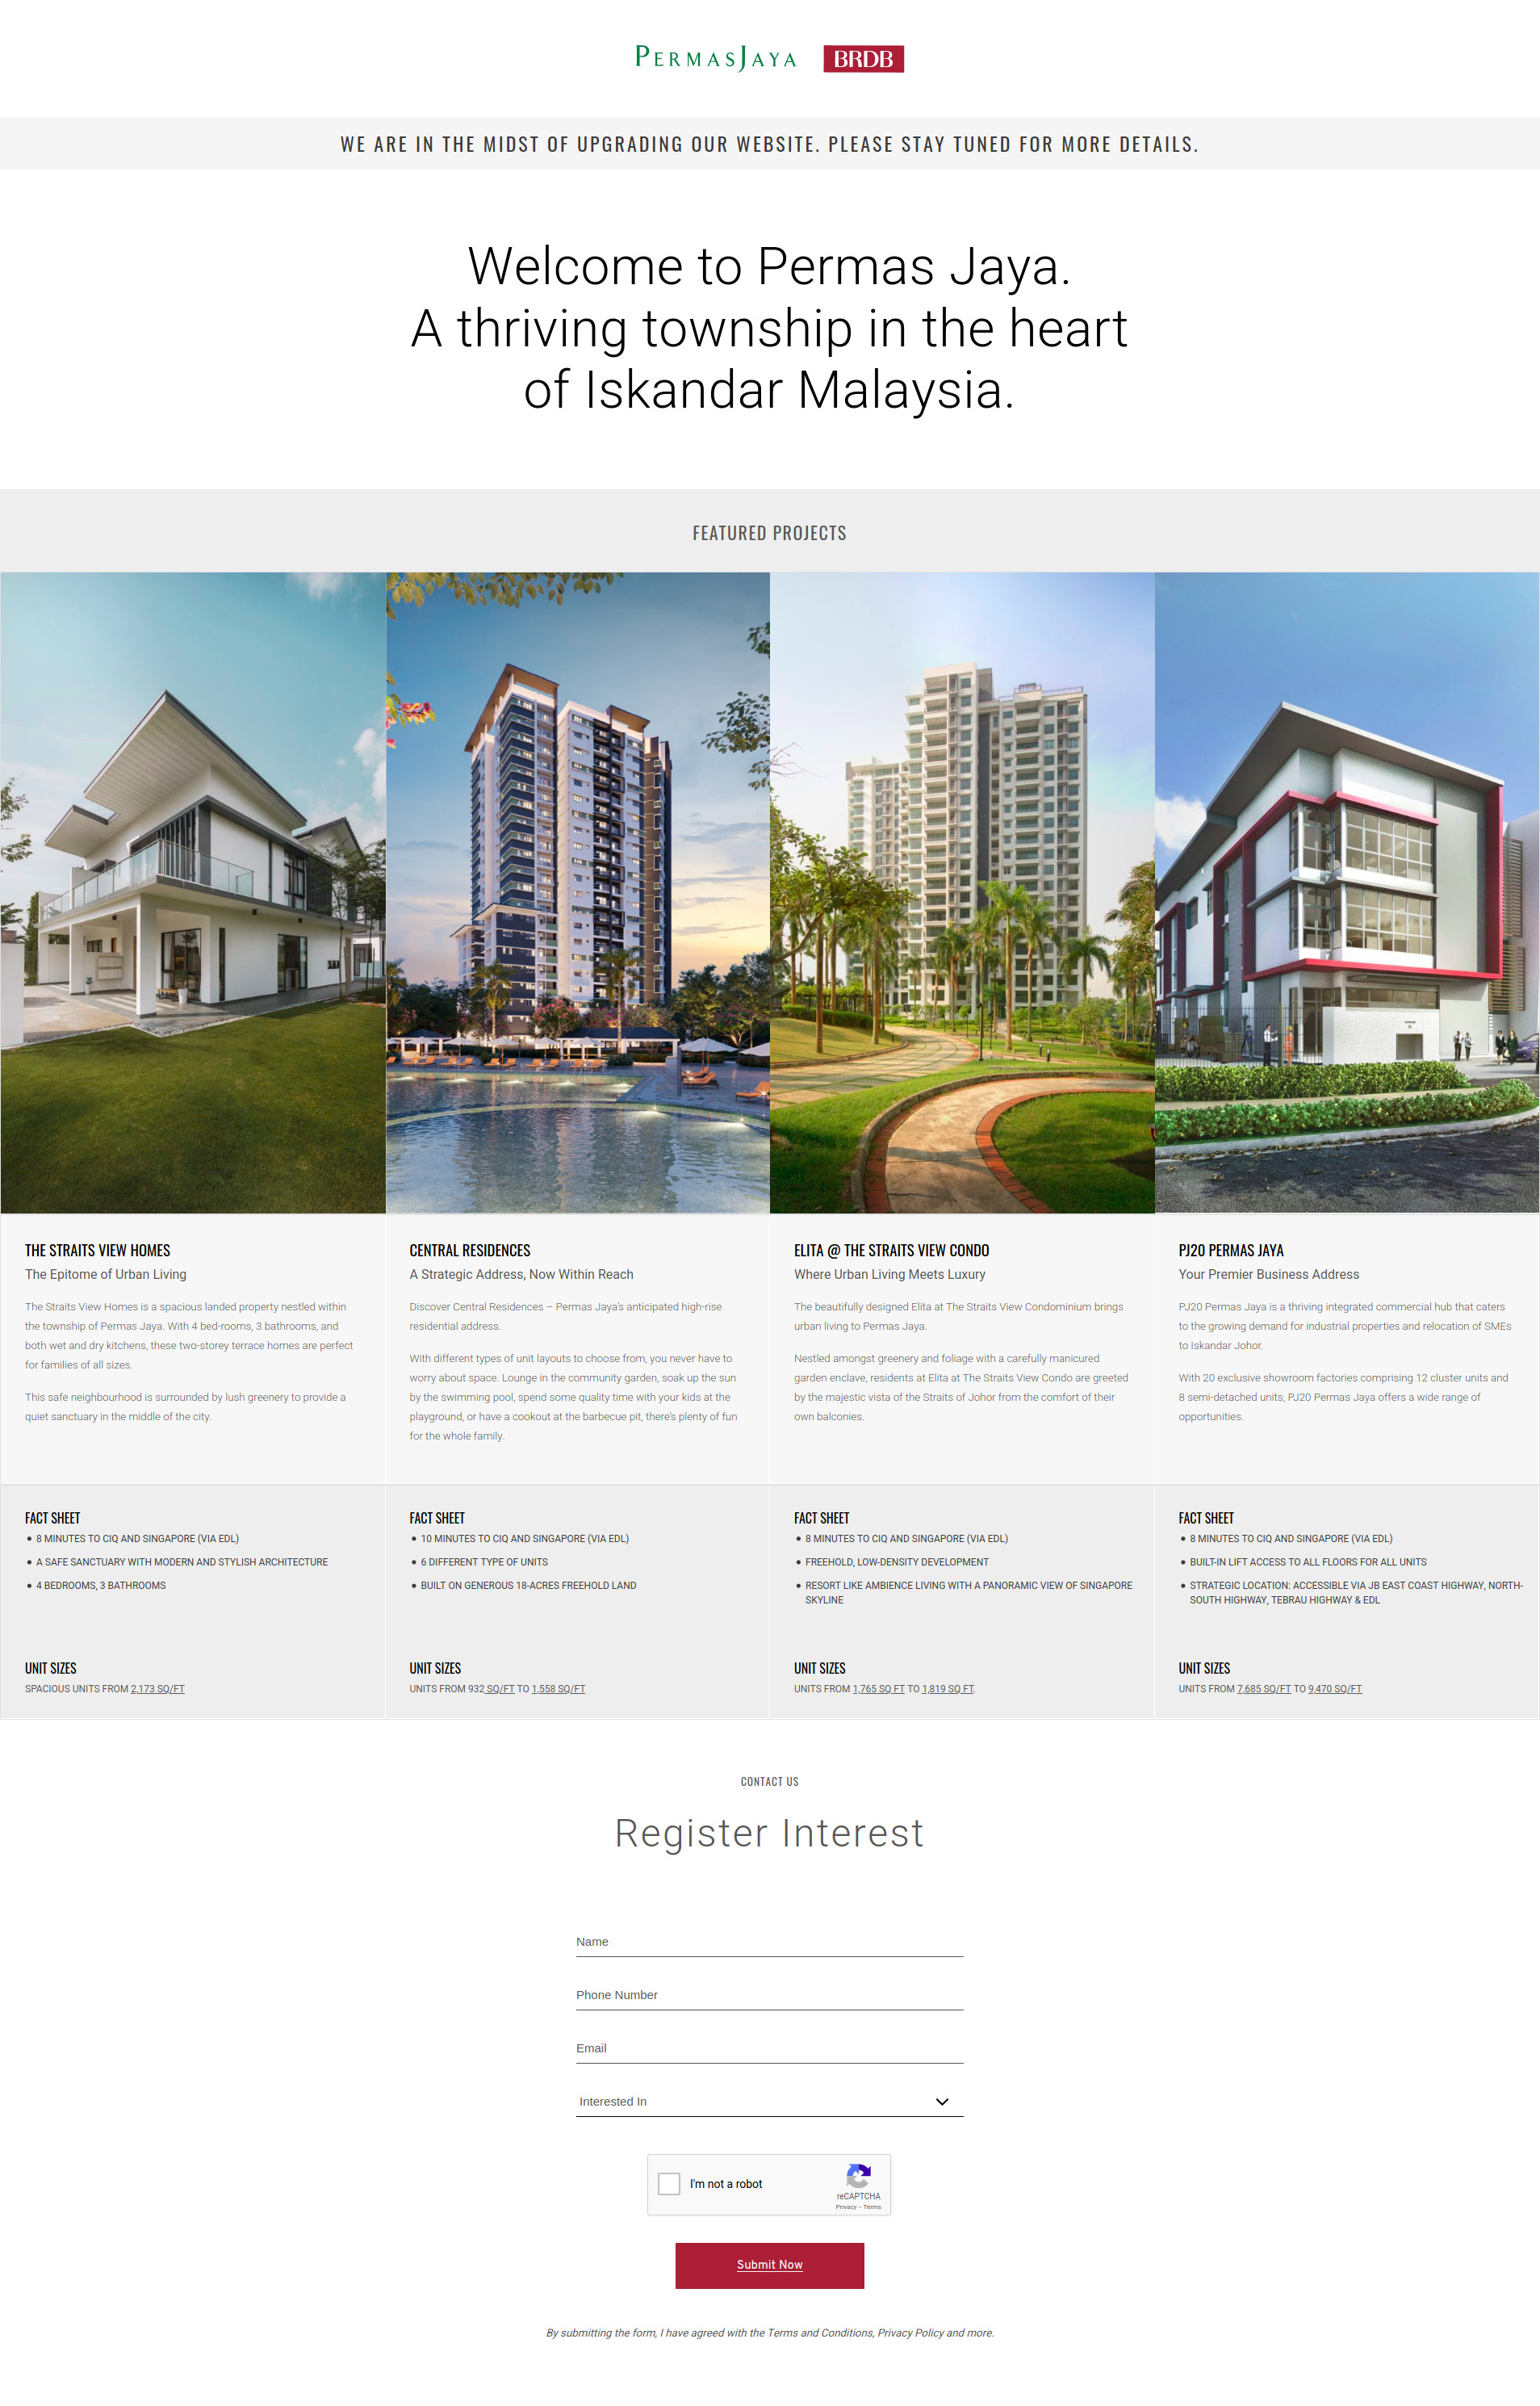 PERMASJAYA BRDB
WE ARE IN THE MIDST OF UPGRADING OUR WEBSITE. PLEASE STAY TUNED FOR MORE DETAILS.
Welcome to Permas Jaya.
A thriving township in the heart
of Iskandar Malaysia.
FEATURED PROJECTS
THE STRAITS VIEW HOMES
The Epitome of Urban Living
The Straits View Homes is a spacious landed property nestled within
the township of Permas Jaya. With 4 bed-rooms, 3 bathrooms, and
both wet and dry kitchens, these two-storey terrace homes are perfect
for families of all sizes.
This safe neighbourhood is surrounded by lush greenery to provide a
quiet sanctuary in the middle of the city.
FACT SHEET
• 8 MINUTES TO CIQ AND SINGAPORE (VIA EDL)
• A SAFE SANCTUARY WITH MODERN AND STYLISH ARCHITECTURE
• 4 BEDROOMS, 3 BATHROOMS
UNIT SIZES
SPACIOUS UNITS FROM 2,173 SQ/FT
CENTRAL RESIDENCES
A Strategic Address, Now Within Reach
Discover Central Residences – Permas Jaya's anticipated high-rise
residential address.
With different types of unit layouts to choose from, you never have to
worry about space. Lounge in the community garden, soak up the sun
by the swimming pool, spend some quality time with your kids at the
playground, or have a cookout at the barbecue pit, there's plenty of fun
for the whole family.
FACT SHEET
• 10 MINUTES TO CIQ AND SINGAPORE (VIA EDL)
• 6 DIFFERENT TYPE OF UNITS
• BUILT ON GENEROUS 18-ACRES FREEHOLD LAND
UNIT SIZES
UNITS FROM 932 SQ/FT TO 1,558 SQ/FT
ELITA @ THE STRAITS VIEW CONDO
Where Urban Living Meets Luxury
The beautifully designed Elita at The Straits View Condominium brings
urban living to Permas Jaya.
Nestled amongst greenery and foliage with a carefully manicured
garden enclave, residents at Elita at The Straits View Condo are greeted
by the majestic vista of the Straits of Johor from the comfort of their
own balconies.
FACT SHEET
• 8 MINUTES TO CIQ AND SINGAPORE (VIA EDL)
• FREEHOLD, LOW-DENSITY DEVELOPMENT
• RESORT LIKE AMBIENCE LIVING WITH A PANORAMIC VIEW OF SINGAPORE
SKYLINE
UNIT SIZES
UNITS FROM 1,765 SQ FT TO 1,819 SQ FT.
PJ20 PERMAS JAYA
Your Premier Business Address
PJ20 Permas Jaya is a thriving integrated commercial hub that caters
to the growing demand for industrial properties and relocation of SMEs
to Iskandar Johor.
With 20 exclusive showroom factories comprising 12 cluster units and
8 semi-detached units, PJ20 Permas Jaya offers a wide range of
opportunities.
FACT SHEET
• 8 MINUTES TO CIQ AND SINGAPORE (VIA EDL)
• BUILT-IN LIFT ACCESS TO ALL FLOORS FOR ALL UNITS
• STRATEGIC LOCATION: ACCESSIBLE VIA JB EAST COAST HIGHWAY, NORTH-
SOUTH HIGHWAY, TEBRAU HIGHWAY & EDL
UNIT SIZES
UNITS FROM 7,685 SQ/FT TO 9,470 SQ/FT
CONTACT US
Register Interest
Name
Phone Number
Email
Interested In
I'm not a robot
reCAPTCHA
Privacy - Terms
Submit Now
By submitting the form, I have agreed with the Terms and Conditions, Privacy Policy and more.